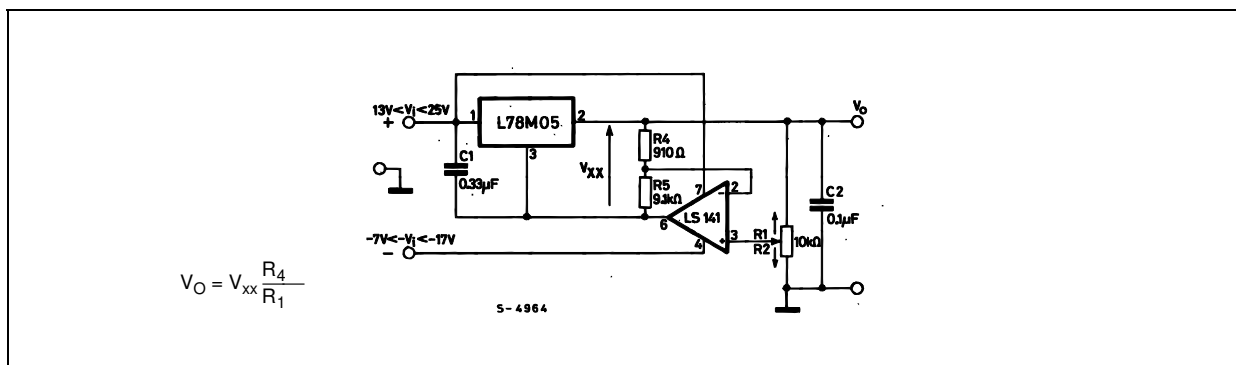 13V<Vi<25V
+
1
L78M05
2
3
C1
0.33µF
VXX
R4
910Ω
R5
9.1kΩ
7
2
-
LS 141
6
+
3
4
R1
R2
10kΩ
C2
0.1µF
Vo
-7V<-Vi<-17V
-
VO = Vxx R4
R1
S-4964